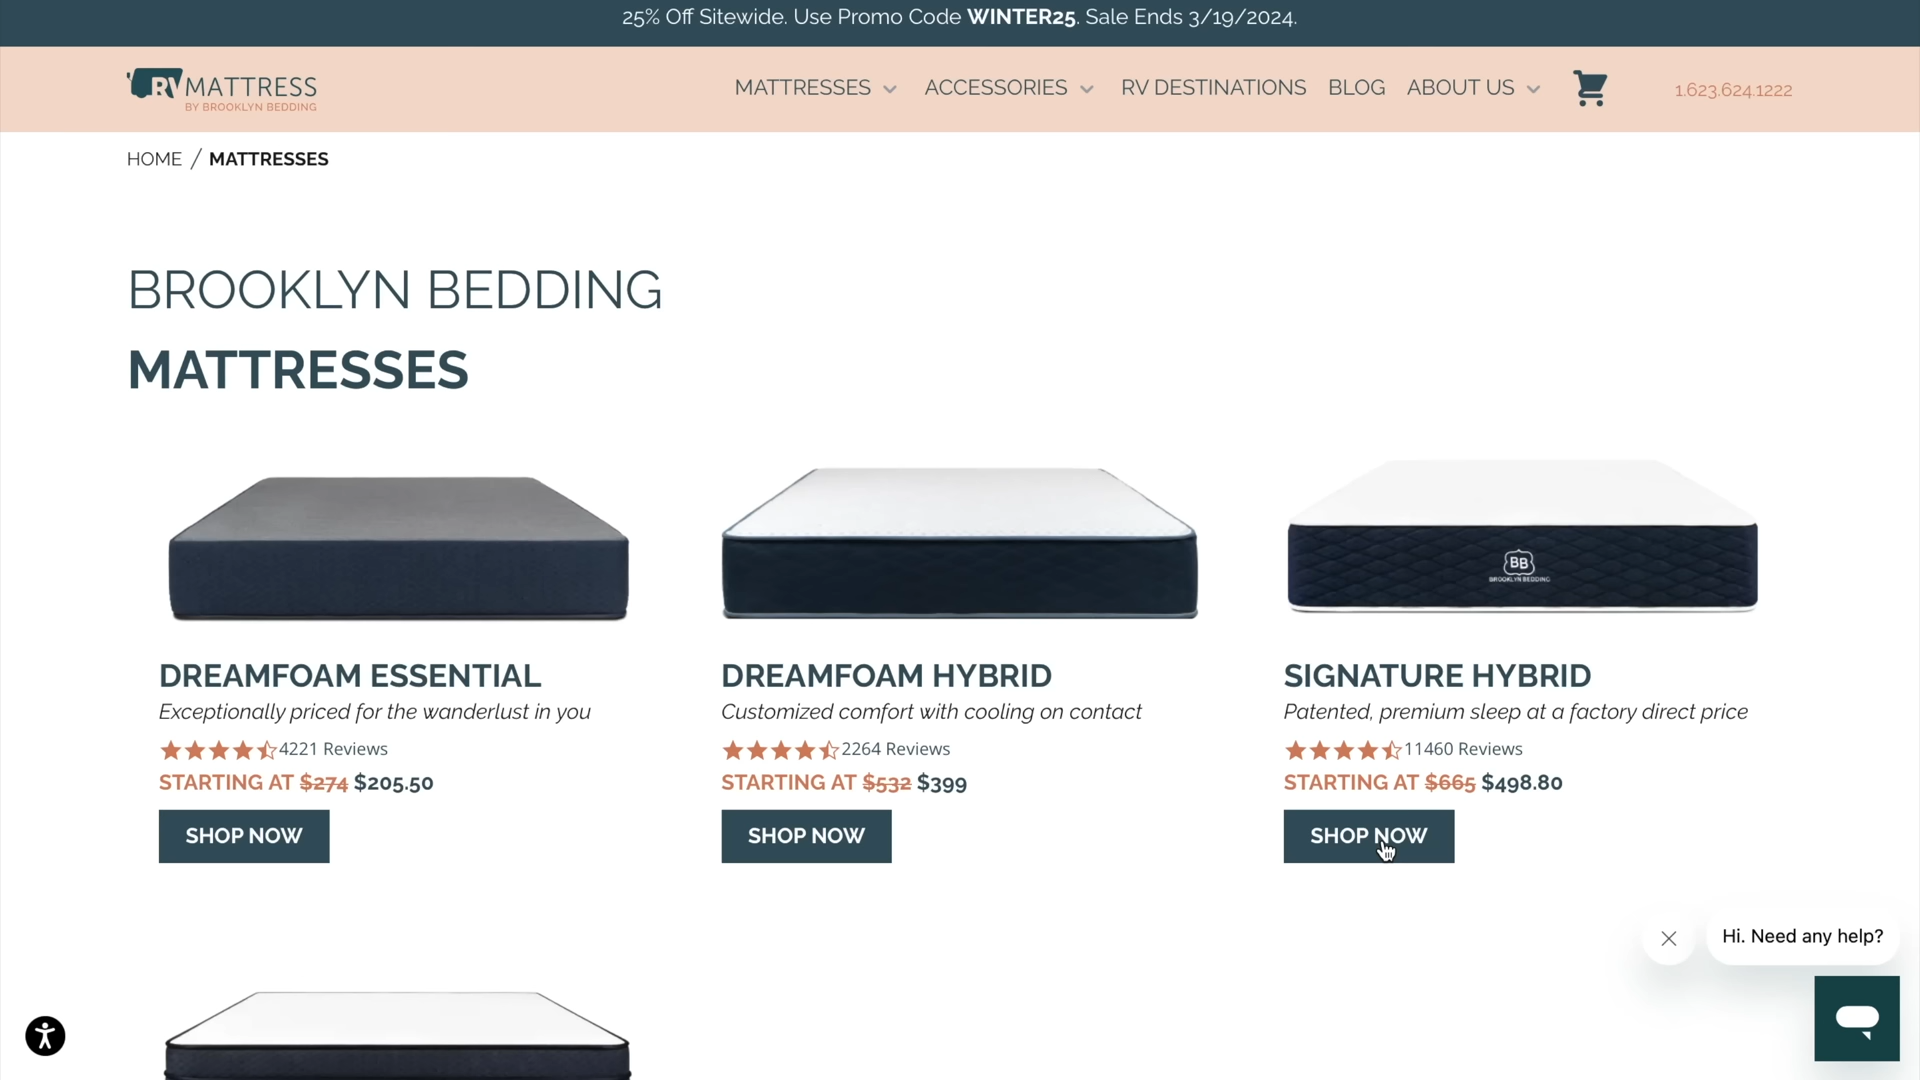 25% Off Sitewide. Use Promo Code WINTER25. Sale Ends 3/19/2024.
RVMATTRESS
BY BROOKLYN BEDDING
MATTRESSES
ACCESSORIES
RV DESTINATIONS
BLOG
ABOUT US
1.623.624.1222
HOME / MATTRESSES
BROOKLYN BEDDING
MATTRESSES
BB
BROOKLYN BEDDING
DREAMFOAM ESSENTIAL
Exceptionally priced for the wanderlust in you
4221 Reviews
STARTING AT $274 $205.50
SHOP NOW
DREAMFOAM HYBRID
Customized comfort with cooling on contact
2264 Reviews
STARTING AT $532 $399
SHOP NOW
SIGNATURE HYBRID
Patented, premium sleep at a factory direct price
11460 Reviews
STARTING AT $665 $498.80
SHOP NOW
Hi. Need any help?